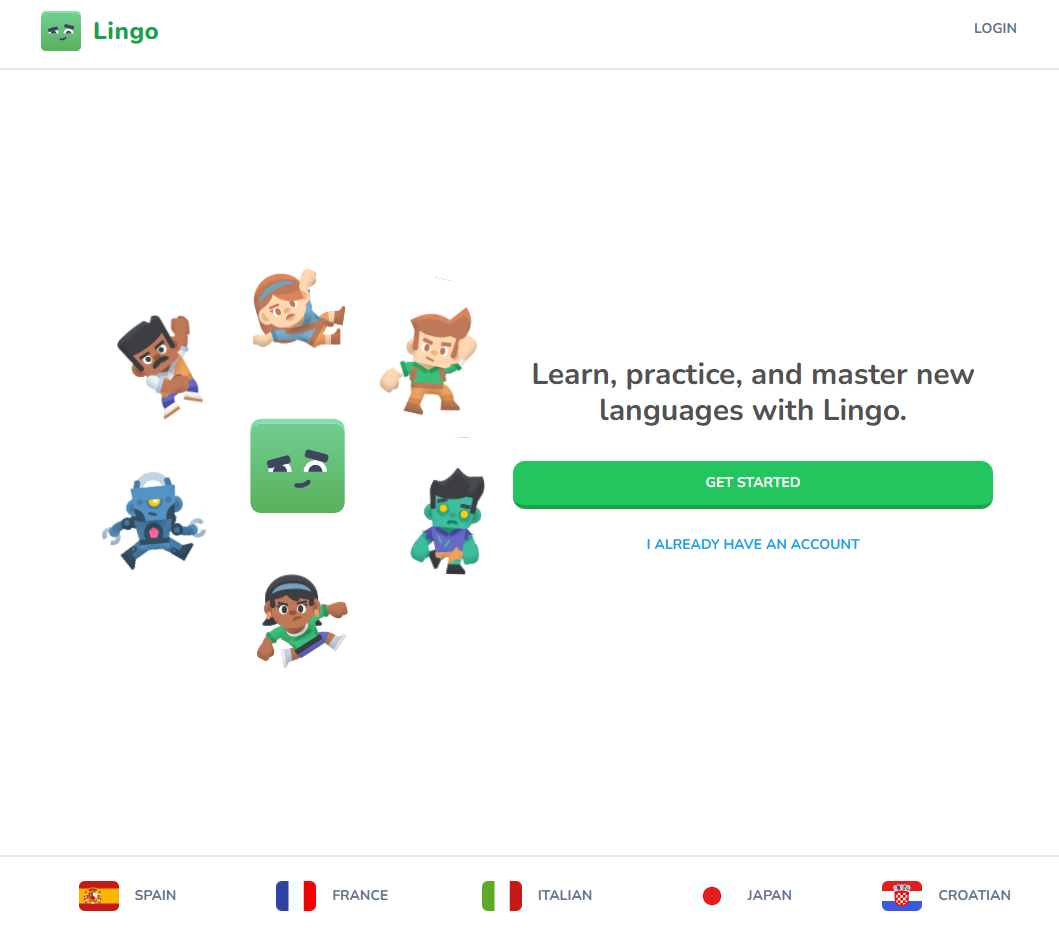 Lingo
LOGIN
Learn, practice, and master new
languages with Lingo.
GET STARTED
I ALREADY HAVE AN ACCOUNT
SPAIN
FRANCE
ITALIAN
JAPAN
CROATIAN